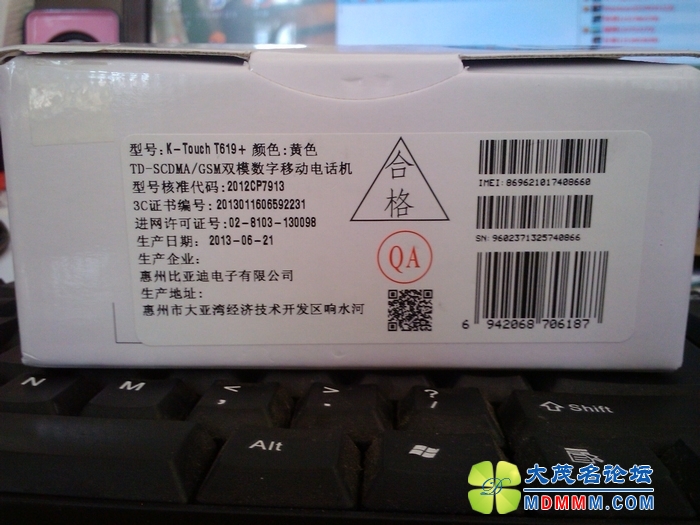 型号:K-Touch T619+ 颜色:黄色
TD-SCDMA/GSM双模数字移动电话机
型号核准代码:2012CP7913
3C证书编号:2013011606592231
进网许可证号:02-8103-130098
生产日期: 2013-06-21
生产企业:
惠州比亚迪电子有限公司
生产地址:
惠州市大亚湾经济技术开发区响水河
合格
QA
IMEI: 869621017408660
SN: 9602371325740866
6 942068 706187
N M < , > . ? /
Shift
Alt
大茂名论坛
MDMMM.COM